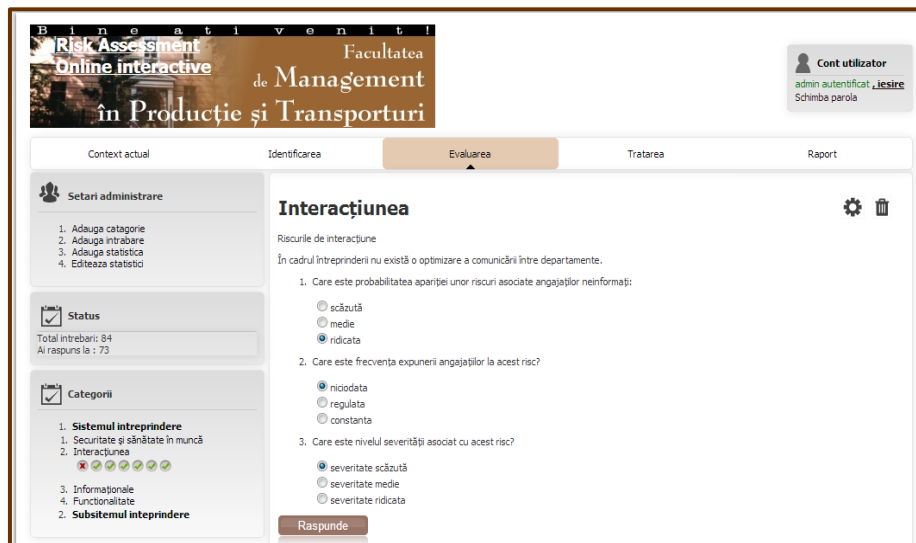 Bine ati venit!
Risk Assessment
Online interactive
Facultatea
de Management
în Producție și Transporturi
Cont utilizator
admin autentificat , iesire
Schimba parola
Context actual
Identificarea
Evaluarea
Tratarea
Raport
Setari administrare
1. Adauga catagorie
2. Adauga intrabare
3. Adauga statistica
4. Editeaza statistici
Status
Total intrebari: 84
Ai raspuns la : 73
Categorii
1. Sistemul intreprindere
1. Securitate și sănătate în muncă
2. Interacțiunea
3. Informaționale
4. Functionalitate
2. Subsitemul inteprindere
Interacțiunea
Riscurile de interacțiune
În cadrul întreprinderii nu există o optimizare a comunicării între departamente.
1. Care este probabilitatea apariției unor riscuri asociate angajaților neinformați:
scăzută
medie
ridicata
2. Care este frecvența expunerii angajaților la acest risc?
niciodata
regulata
constanta
3. Care este nivelul severității asociat cu acest risc?
severitate scăzută
severitate medie
severitate ridicata
Raspunde